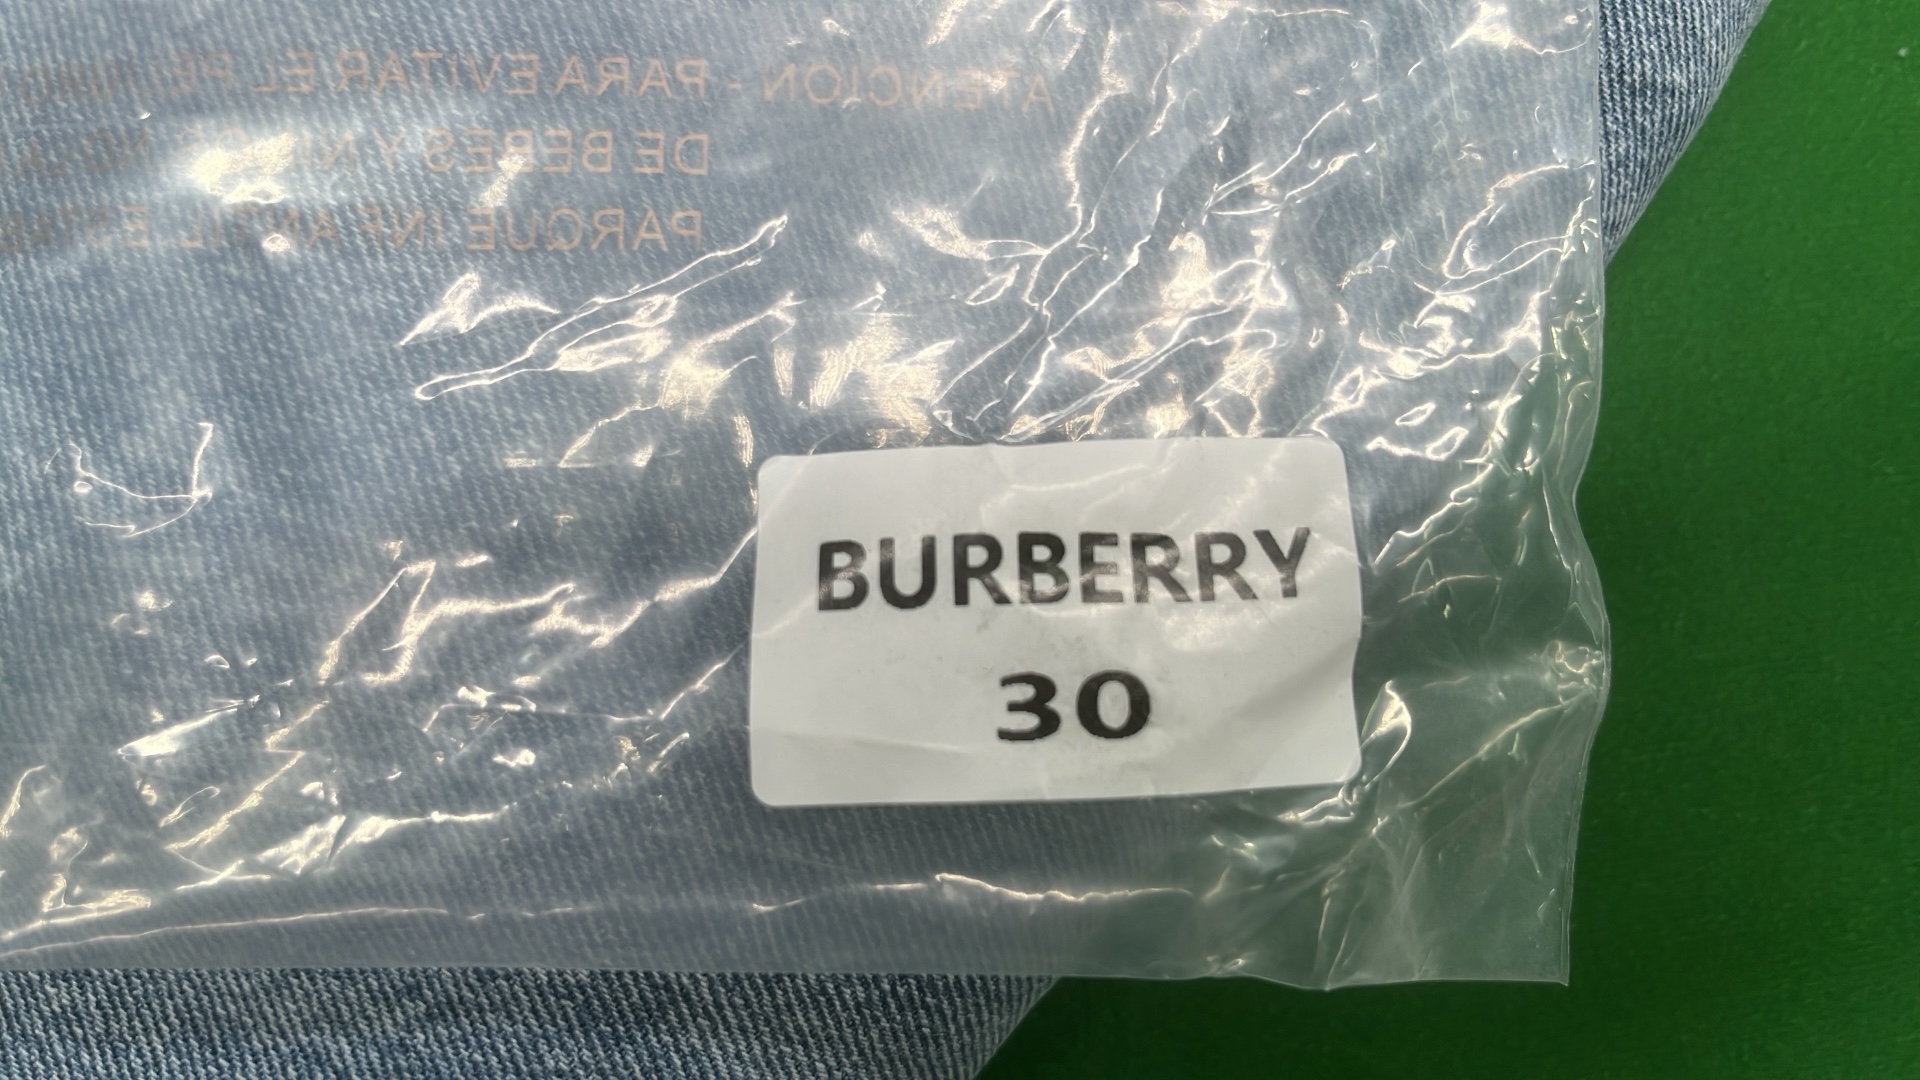 ATENCION - PARA EVITAR EL
DE BEBES Y
PARQUE INFANTIL,
BURBERRY
30